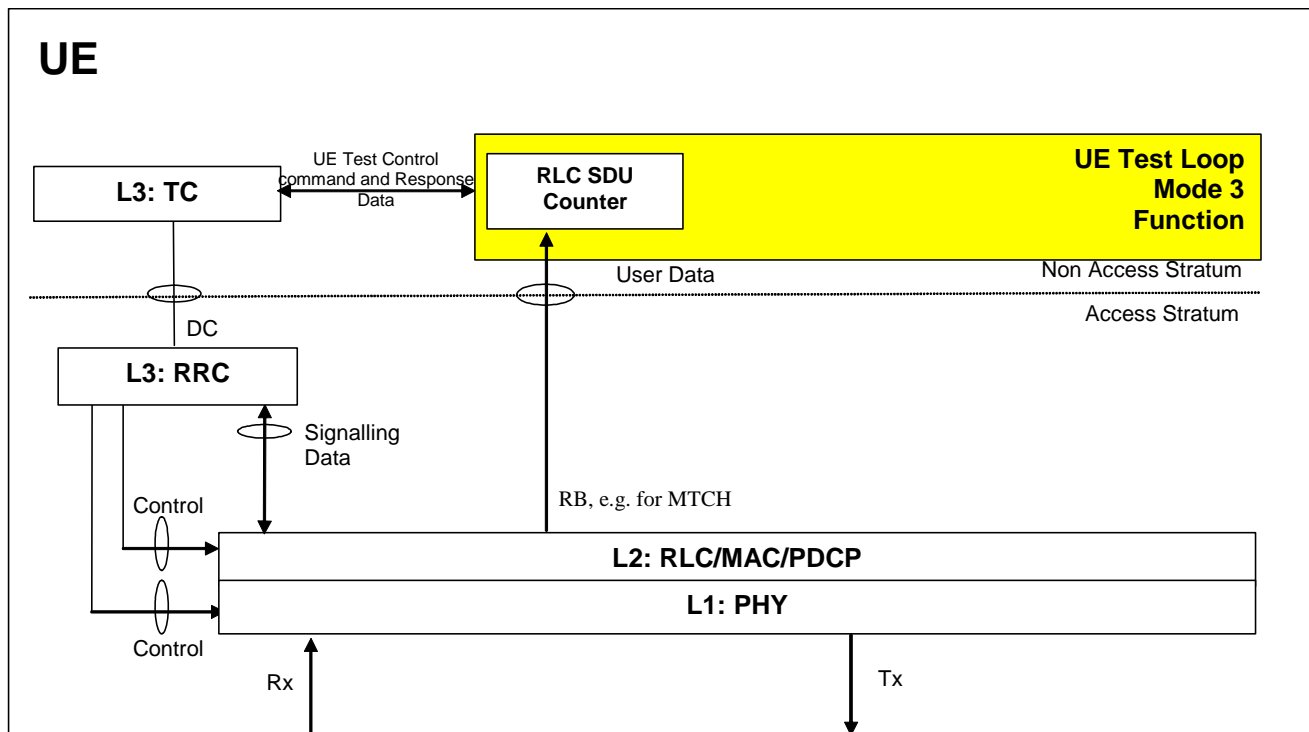 UE
UE Test Control
command and Response
Data
L3: TC
RLC SDU
Counter
UE Test Loop
Mode 3
Function
User Data
Non Access Stratum
Access Stratum
DC
L3: RRC
Signalling
Data
Control
RB, e.g. for MTCH
L2: RLC/MAC/PDCP
L1: PHY
Control
Rx
Tx